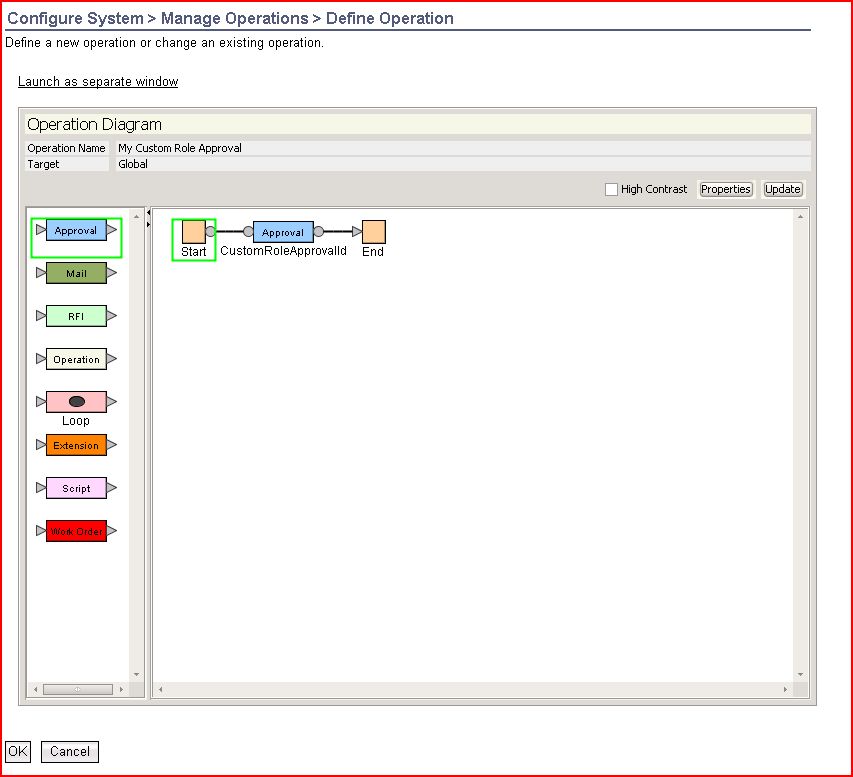 Configure System > Manage Operations > Define Operation
Define a new operation or change an existing operation.
Launch as separate window
Operation Diagram
Operation Name My Custom Role Approval
Target Global
High Contrast Properties Update
Approval
Mail
RFI
Operation
Loop
Extension
Script
Work Order
Approval
Start CustomRoleApprovalId End
OK Cancel